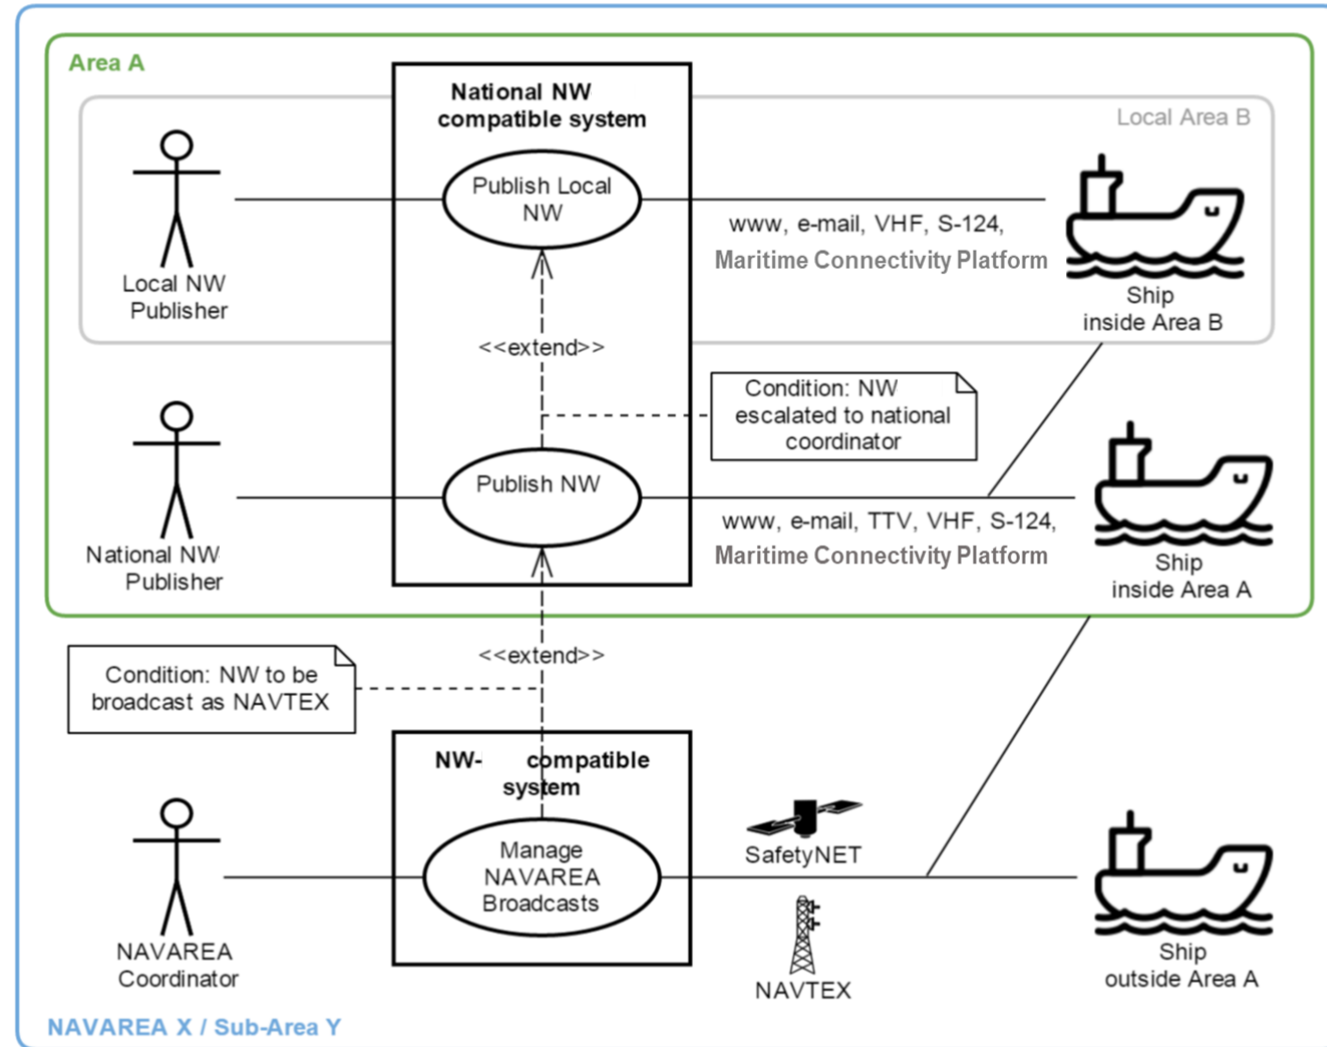 Area A
National NW
compatible system
Local Area B
Publish Local
NW
www, e-mail, VHF, S-124,
Maritime Connectivity Platform
Local NW
Publisher
Ship
inside Area B
<<extend>>
Condition: NW
escalated to national
coordinator
Publish NW
www, e-mail, TTV, VHF, S-124,
Maritime Connectivity Platform
National NW
Publisher
Ship
inside Area A
<<extend>>
Condition: NW to be
broadcast as NAVTEX
NW- compatible
system
SafetyNET
Manage
NAVAREA
Broadcasts
NAVAREA
Coordinator
NAVTEX
Ship
outside Area A
NAVAREA X / Sub-Area Y